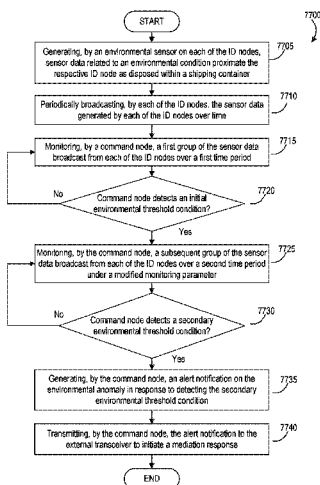 START
7700
Generating, by an environmental sensor on each of the ID nodes,
sensor data related to an environmental condition proximate the
respective ID node as disposed within a shipping container
7705
Periodically broadcasting, by each of the ID nodes, the sensor data
generated by each of the ID nodes over time
7710
Monitoring, by a command node, a first group of the sensor data
broadcast from each of the ID nodes over a first time period
7715
No
Command node detects an initial
environmental threshold condition?
7720
Yes
Monitoring, by the command node, a subsequent group of the sensor
data broadcast from each of the ID nodes over a second time period
under a modified monitoring parameter
7725
No
Command node detects a secondary
environmental threshold condition?
7730
Yes
Generating, by the command node, an alert notification on the
environmental anomaly in response to detecting the secondary
environmental threshold condition
7735
Transmitting, by the command node, the alert notification to the
external transceiver to initiate a mediation response
7740
END